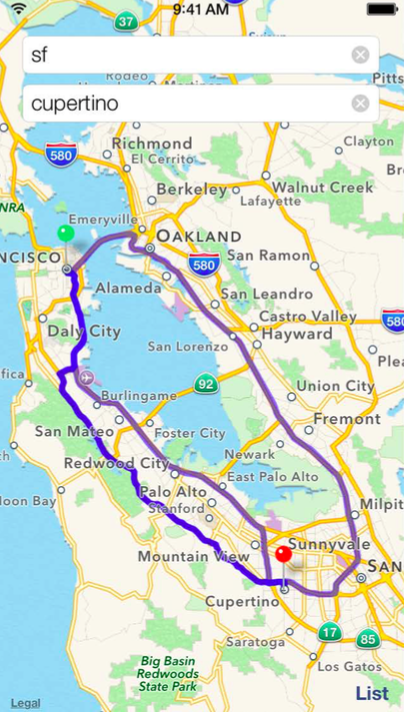 9:41 AM
37
sf
Rodeo
cupertino
Pitts
Richmond
Clayton
El Cerrito
580
Berkeley
Walnut Creek
Lafayette
NRA
Emeryville
OAKLAND
NCISCO
580
San Ramon
Alameda
San Leandro
Castro Valley
580
Daly City
Hayward
San Lorenzo
Plea
fica
92
Burlingame
Union City
San Mateo
Foster City
Fremont
Newark
Redwood City
East Palo Alto
Palo Alto
Moon Bay
Stanford
Milpit
Sunnyvale
Mountain View
SAN
Cupertino
17
85
Saratoga
Los Gatos
Big Basin
Redwoods
State Park
List
Legal